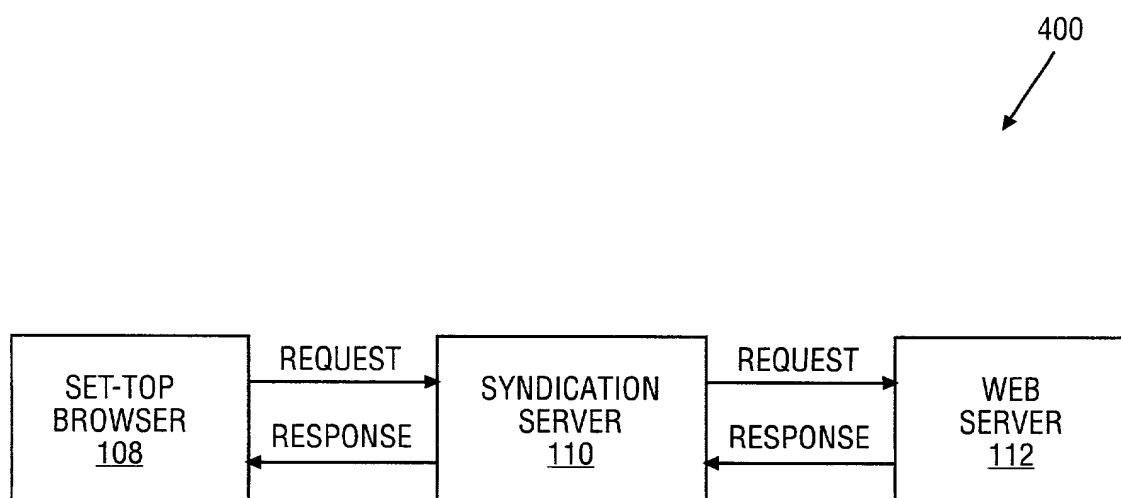 400
SET-TOP
BROWSER
108
REQUEST
RESPONSE
SYNDICATION
SERVER
110
REQUEST
RESPONSE
WEB
SERVER
112